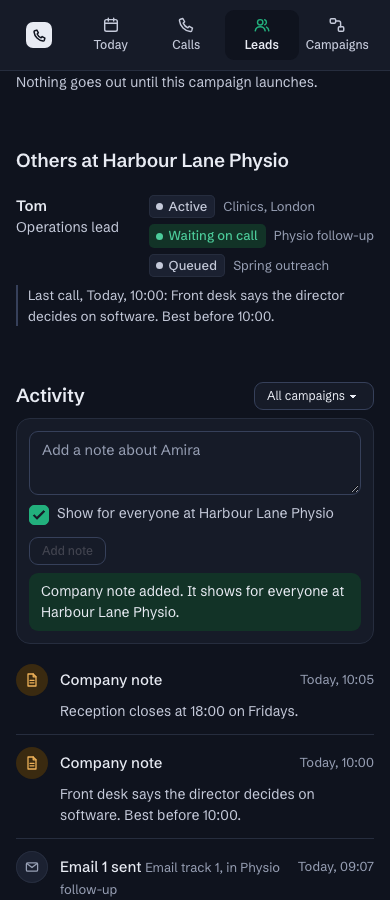 Today
Calls
Leads
Campaigns
Nothing goes out until this campaign launches.
Others at Harbour Lane Physio
Tom
Operations lead
Active Clinics, London
Waiting on call Physio follow-up
Queued Spring outreach
Last call, Today, 10:00: Front desk says the director
decides on software. Best before 10:00.
Activity
All campaigns
Add a note about Amira
Show for everyone at Harbour Lane Physio
Add note
Company note added. It shows for everyone at
Harbour Lane Physio.
Company note Today, 10:05
Reception closes at 18:00 on Fridays.
Company note Today, 10:00
Front desk says the director decides on
software. Best before 10:00.
Email 1 sent Email track 1, in Physio Today, 09:07
follow-up